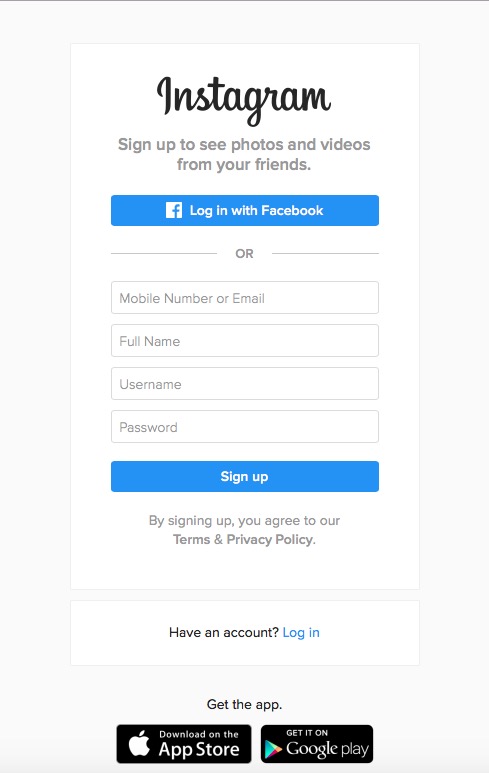 Instagram
Sign up to see photos and videos
from your friends.
Log in with Facebook
OR
Mobile Number or Email
Full Name
Username
Password
Sign up
By signing up, you agree to our
Terms & Privacy Policy.
Have an account? Log in
Get the app.
Download on the
App Store
GET IT ON
Google play